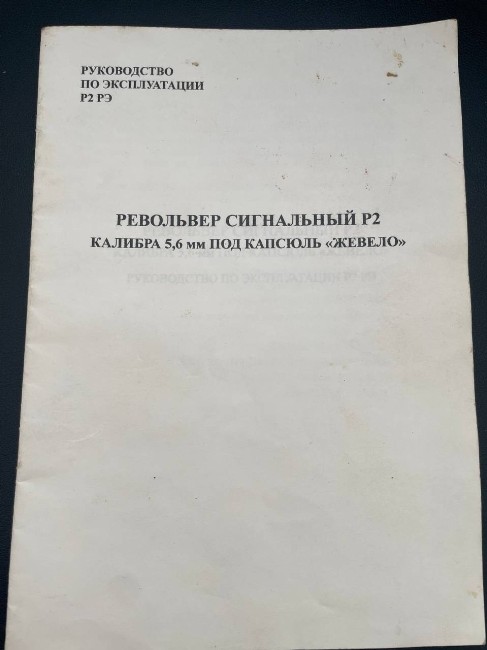 РУКОВОДСТВО
ПО ЭКСПЛУАТАЦИИ
Р2 РЭ
РЕВОЛЬВЕР СИГНАЛЬНЫЙ Р2
КАЛИБРА 5,6 мм ПОД КАПСЮЛЬ «ЖЕВЕЛО»